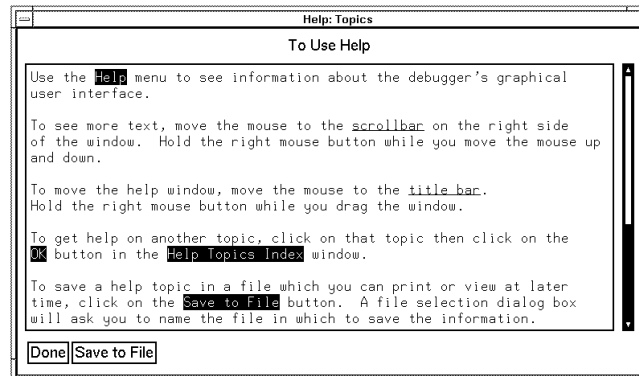 Help: Topics
To Use Help
Use the Help menu to see information about the debugger's graphical
user interface.
To see more text, move the mouse to the scrollbar on the right side
of the window.  Hold the right mouse button while you move the mouse up
and down.
To move the help window, move the mouse to the title bar.
Hold the right mouse button while you drag the window.
To get help on another topic, click on that topic then click on the
OK button in the Help Topics Index window.
To save a help topic in a file which you can print or view at later
time, click on the Save to File button.  A file selection dialog box
will ask you to name the file in which to save the information.
Done Save to File